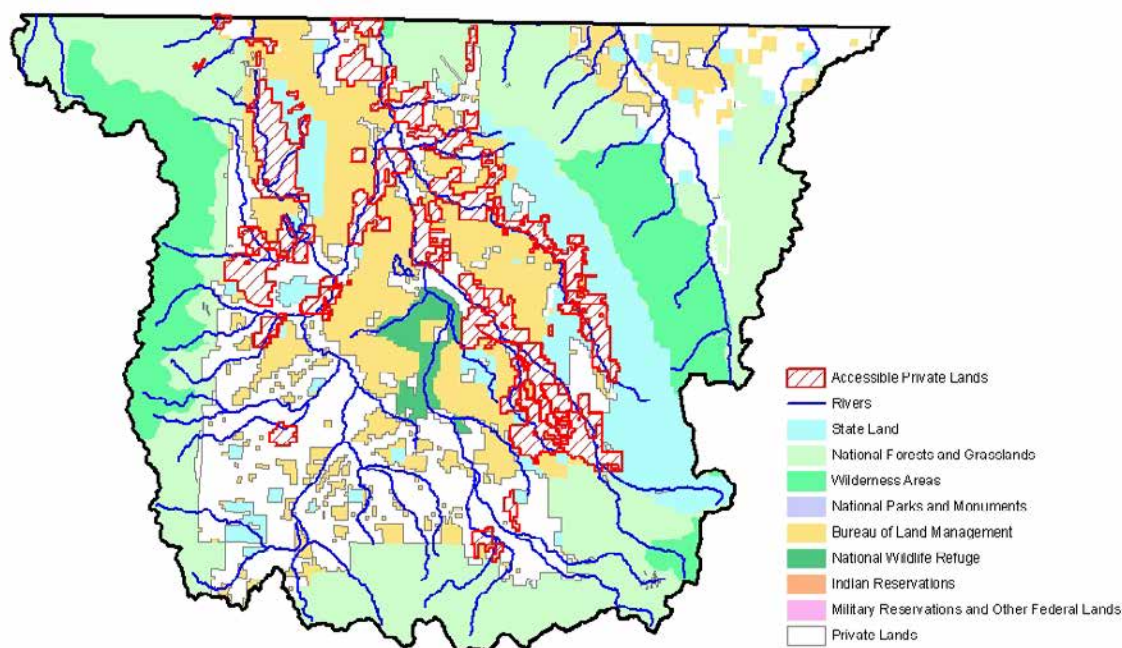 Accessible Private Lands
Rivers
State Land
National Forests and Grasslands
Wilderness Areas
National Parks and Monuments
Bureau of Land Management
National Wildlife Refuge
Indian Reservations
Military Reservations and Other Federal Lands
Private Lands